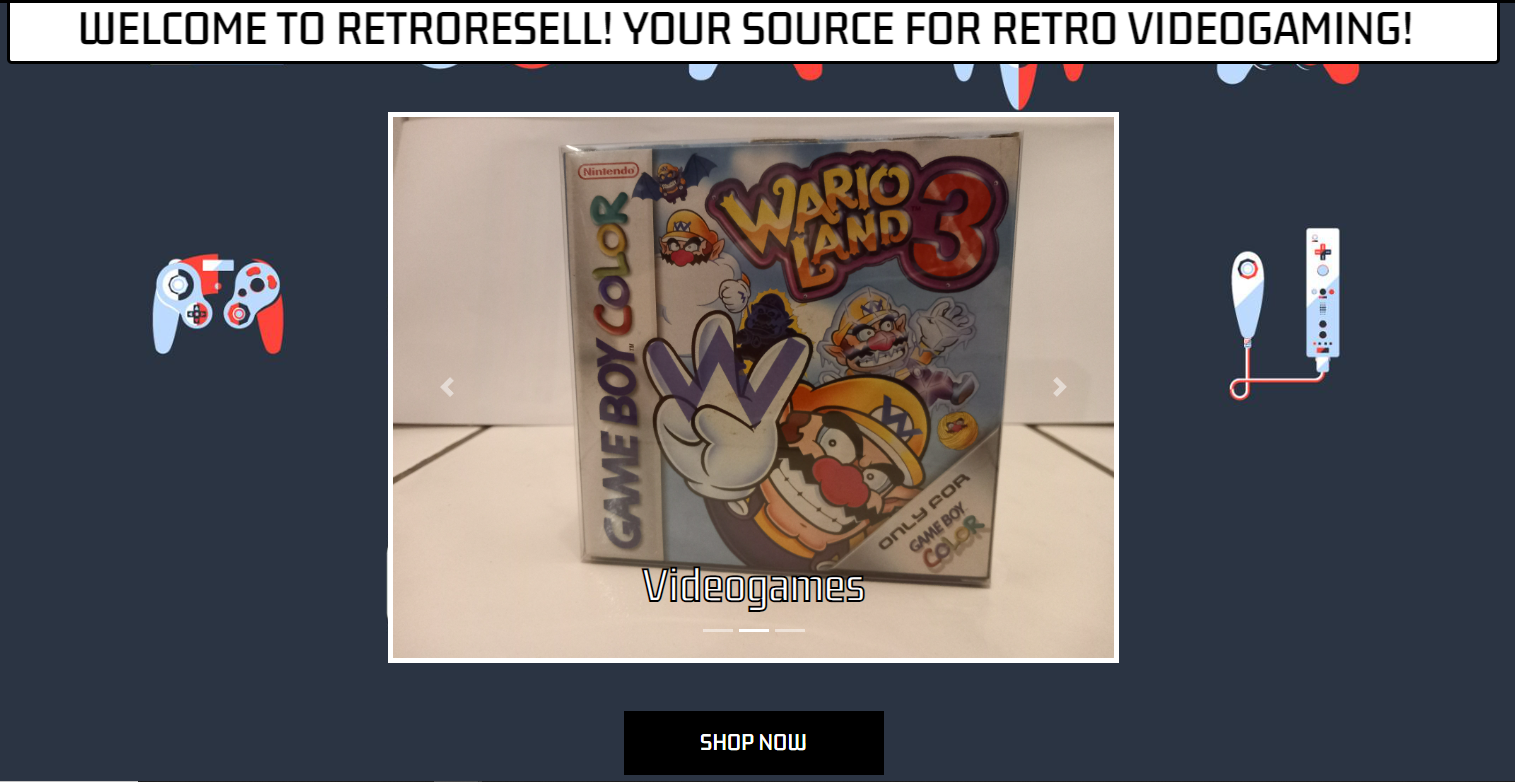 WELCOME TO RETRORESELL! YOUR SOURCE FOR RETRO VIDEOGAMING!
Nintendo
WARIO
LAND 3
GAME BOY COLOR™
ONLY FOR
GAME BOY
COLOR
Videogames
SHOP NOW